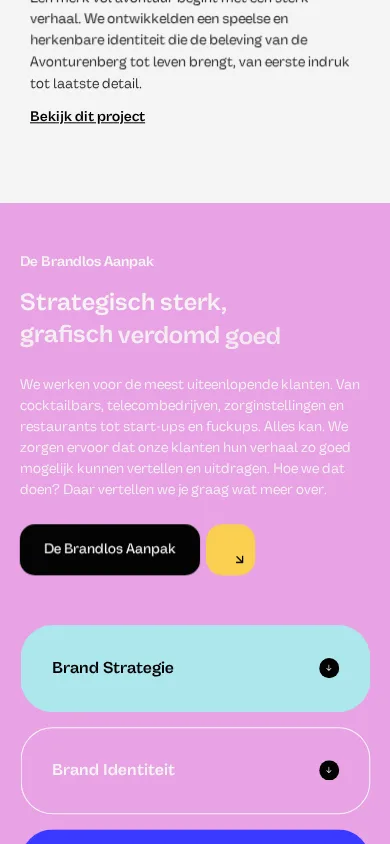 verhaal. We ontwikkelden een speelse en
herkenbare identiteit die de beleving van de
Avonturenberg tot leven brengt, van eerste indruk
tot laatste detail.
Bekijk dit project
De Brandlos Aanpak
Strategisch sterk,
grafisch verdomd goed
We werken voor de meest uiteenlopende klanten. Van
cocktailbars, telecombedrijven, zorginstellingen en
restaurants tot start-ups en fuckups. Alles kan. We
zorgen ervoor dat onze klanten hun verhaal zo goed
mogelijk kunnen vertellen en uitdragen. Hoe we dat
doen? Daar vertellen we je graag wat meer over.
De Brandlos Aanpak
Brand Strategie
Brand Identiteit